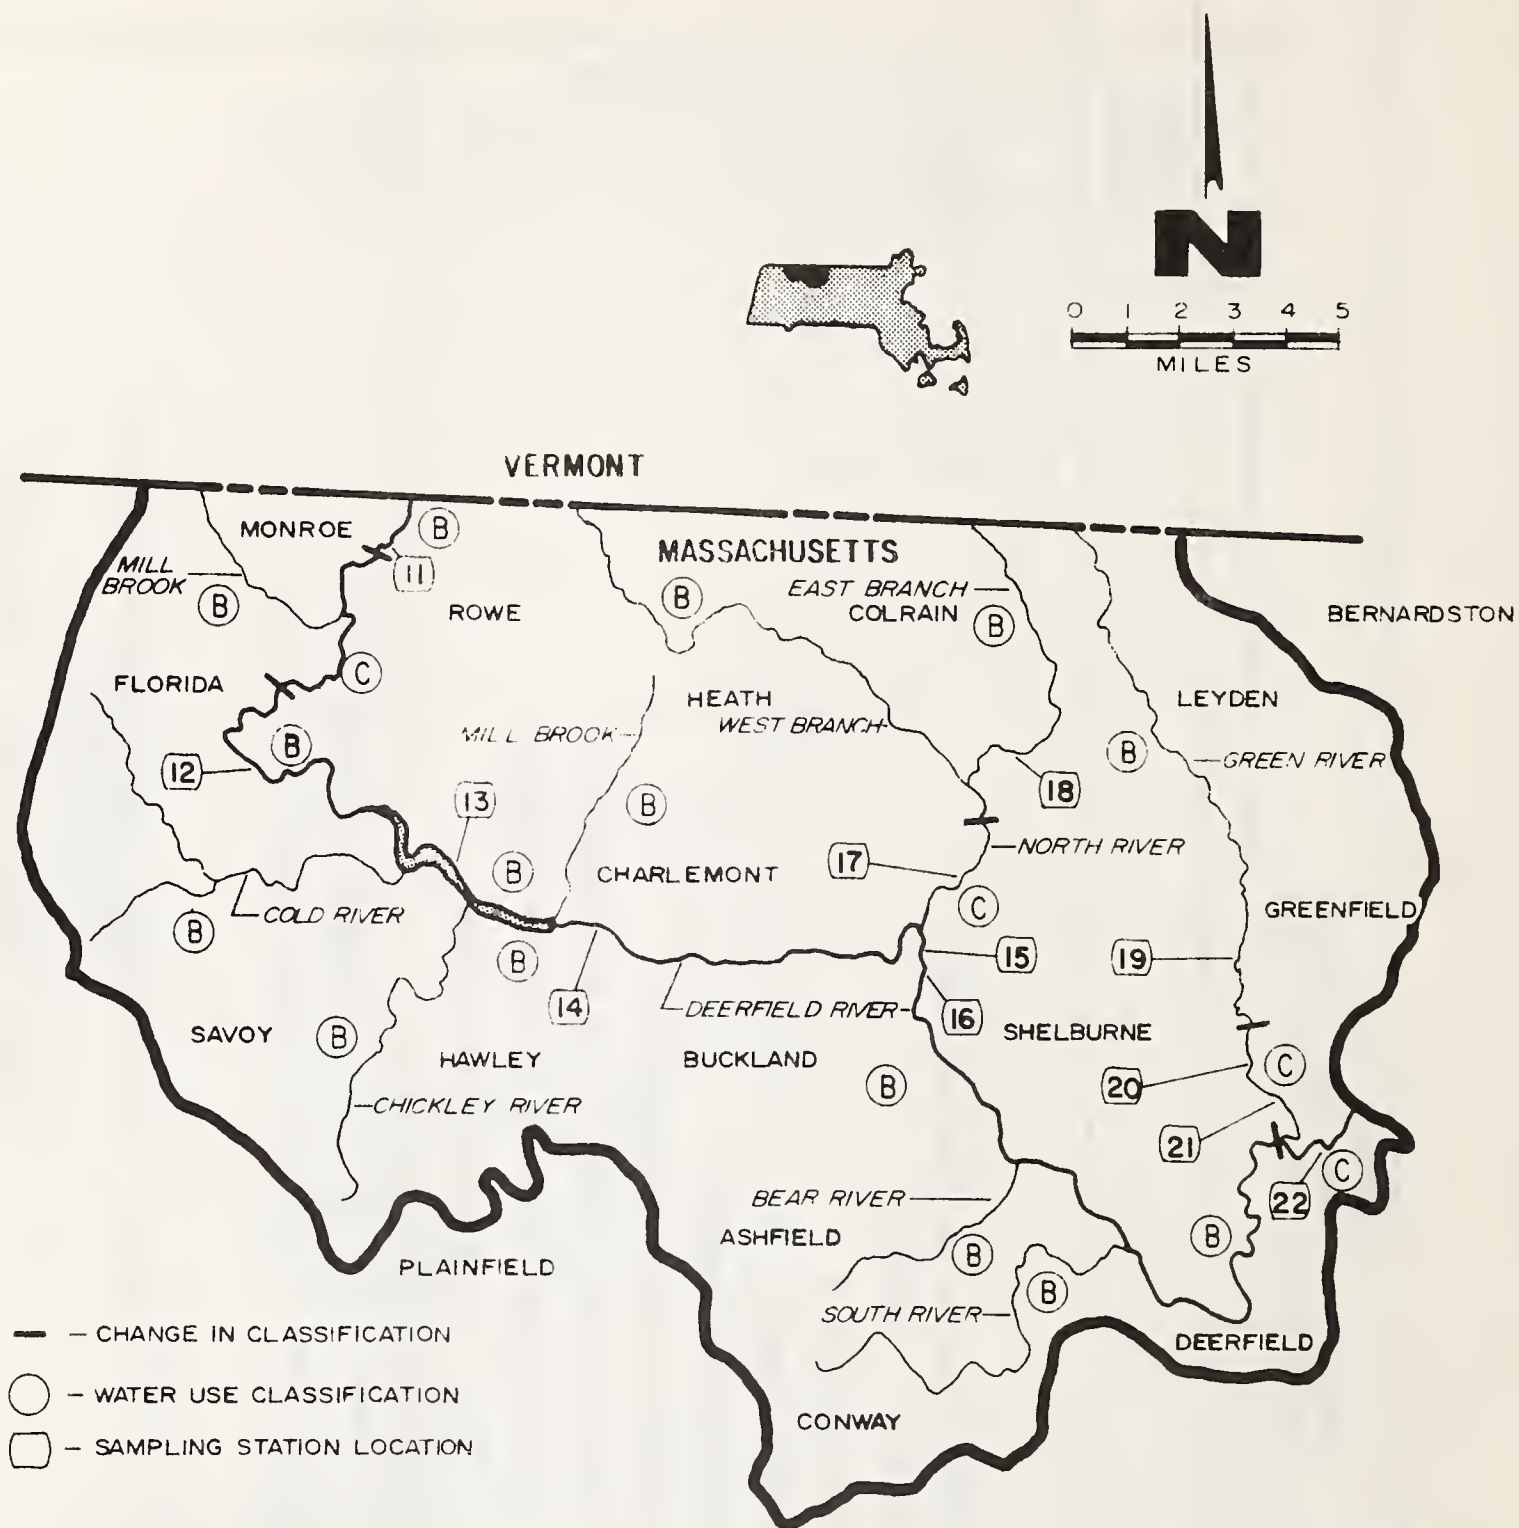 N
0 1 2 3 4 5
MILES
VERMONT
MONROE
B
MASSACHUSETTS
MILL
BROOK
11
B
B
EAST BRANCH
COLRAIN
B
BERNARDSTON
ROWE
C
FLORIDA
HEATH
LEYDEN
WEST BRANCH
MILL BROOK
B
B
GREEN RIVER
12
13
B
18
NORTH RIVER
17
B
CHARLEMONT
C
GREENFIELD
COLD RIVER
B
B
15
19
14
DEERFIELD RIVER
16
SAVOY
B
SHELBURNE
HAWLEY
BUCKLAND
C
B
20
CHICKLEY RIVER
21
C
BEAR RIVER
22
ASHFIELD
B
B
PLAINFIELD
B
SOUTH RIVER
DEERFIELD
CONWAY
— CHANGE IN CLASSIFICATION
— WATER USE CLASSIFICATION
— SAMPLING STATION LOCATION